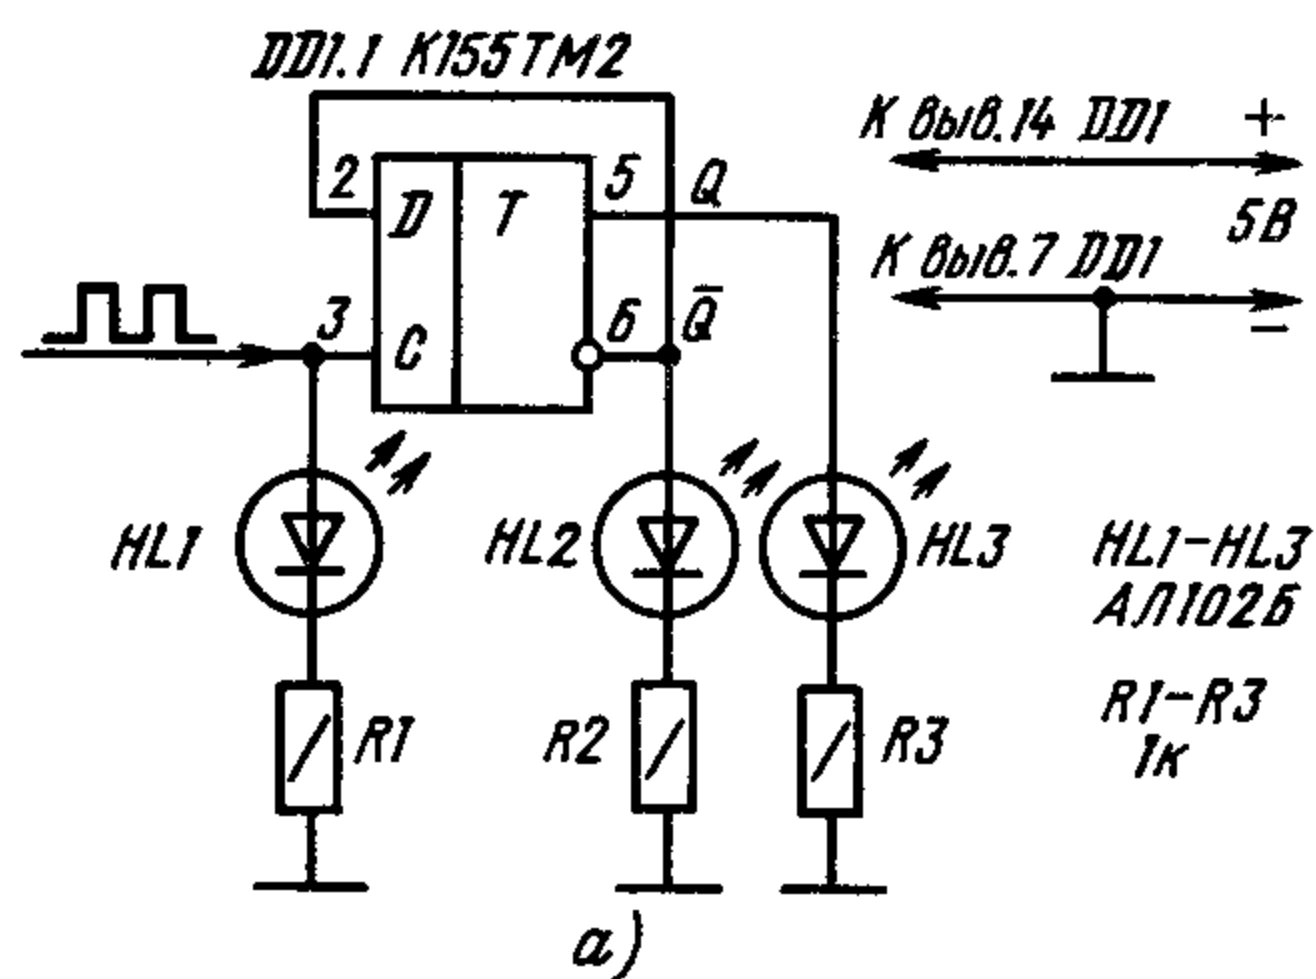 DD1.1 К155ТМ2
К выв.14 DD1 +
5В
К выв.7 DD1
−
2 D T 5 Q
3 C 6 Q̅
HL1
HL2
HL3
HL1−HL3
АЛ102Б
R1
R2
R3
R1−R3
1к
а)